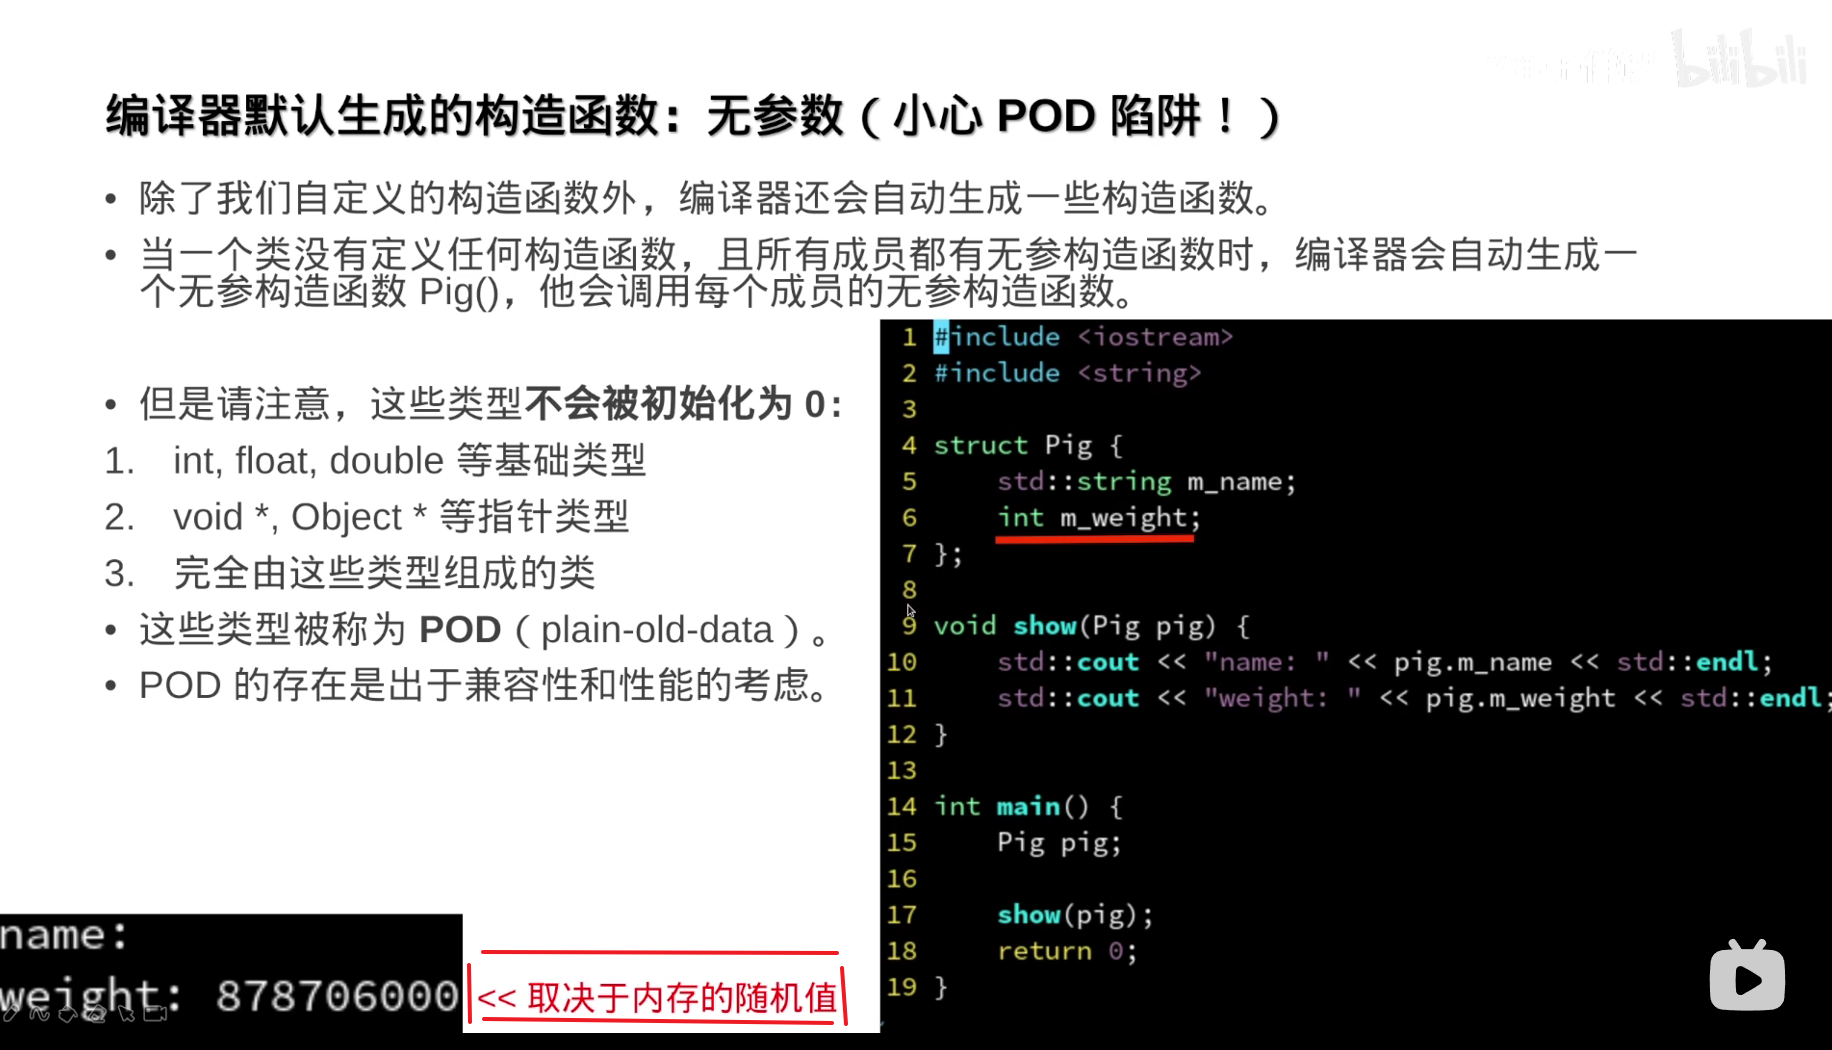 bilibili
编译器默认生成的构造函数：无参数（小心 POD 陷阱！）
• 除了我们自定义的构造函数外，编译器还会自动生成一些构造函数。
• 当一个类没有定义任何构造函数，且所有成员都有无参构造函数时，编译器会自动生成一
个无参构造函数 Pig()，他会调用每个成员的无参构造函数。
• 但是请注意，这些类型不会被初始化为 0：
1. int, float, double 等基础类型
2. void *, Object * 等指针类型
3. 完全由这些类型组成的类
• 这些类型被称为 POD（plain-old-data）。
• POD 的存在是出于兼容性和性能的考虑。
1 #include <iostream>
2 #include <string>
3
4 struct Pig {
5     std::string m_name;
6     int m_weight;
7 };
8
9 void show(Pig pig) {
10     std::cout << "name: " << pig.m_name << std::endl;
11     std::cout << "weight: " << pig.m_weight << std::endl;
12 }
13
14 int main() {
15     Pig pig;
16
17     show(pig);
18     return 0;
19 }
name:
weight: 878706000
<< 取决于内存的随机值